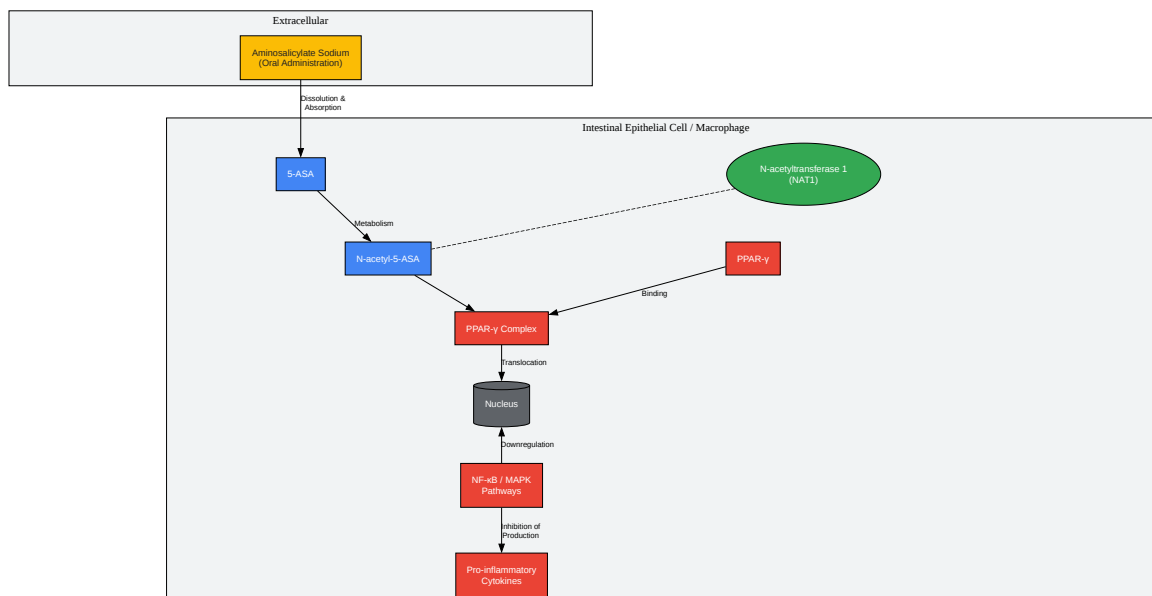 Extracellular
Aminosalicylate Sodium
(Oral Administration)
Dissolution &
Absorption
Intestinal Epithelial Cell / Macrophage
5-ASA
N-acetyltransferase 1
(NAT1)
Metabolism
N-acetyl-5-ASA
PPAR-γ
Binding
PPAR-γ Complex
Translocation
Nucleus
Downregulation
NF-κB / MAPK
Pathways
Inhibition of
Production
Pro-inflammatory
Cytokines